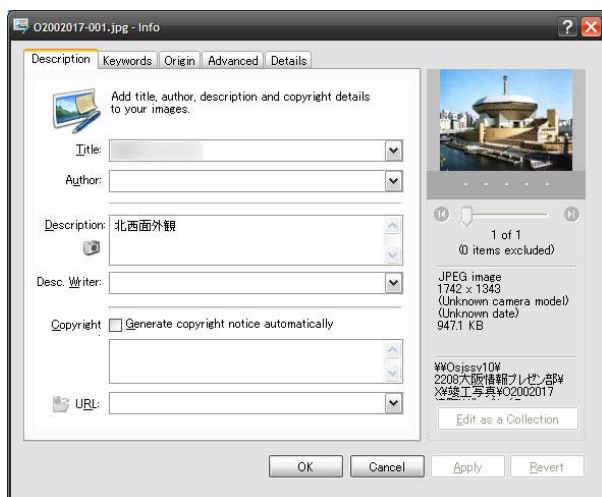 O2002017-001.jpg - Info
Description Keywords Origin Advanced Details
Add title, author, description and copyright details
to your images.
Title:
Author:
Description: 北西面外観
Desc. Writer:
Copyright Generate copyright notice automatically
URL:
1 of 1
(0 items excluded)
JPEG image
1742 x 1343
(Unknown camera model)
(Unknown date)
947.1 KB
¥¥Osjssv10¥
2208大阪情報プレゼン部¥
X¥竣工写真¥O2002017
Edit as a Collection
OK Cancel Apply Revert